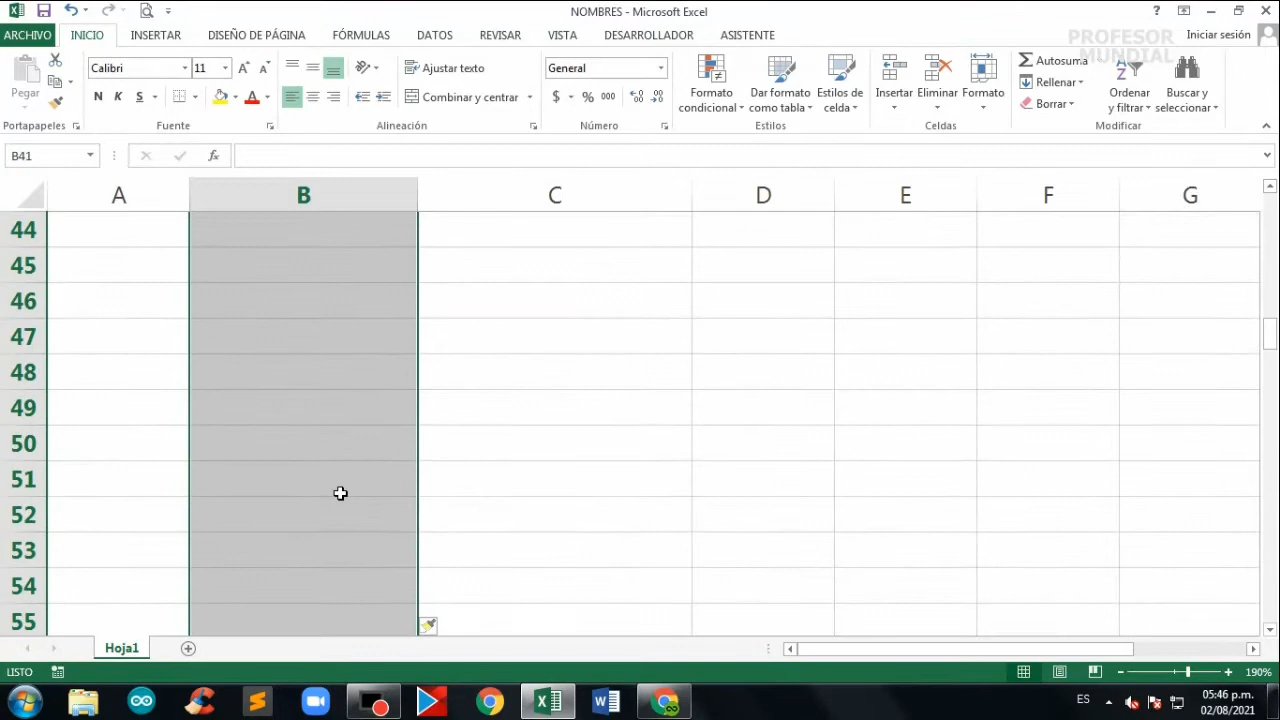 NOMBRES - Microsoft Excel
ARCHIVO INICIO INSERTAR DISEÑO DE PÁGINA FÓRMULAS DATOS REVISAR VISTA DESARROLLADOR ASISTENTE Iniciar sesión
PROFESOR
MUNDIAL
Pegar
Portapapeles
Calibri 11
N K S
Fuente
Ajustar texto
Combinar y centrar
Alineación
General
$ % 000
Número
Formato
condicional
Dar formato
como tabla
Estilos de
celda
Estilos
Insertar
Eliminar
Formato
Celdas
Autosuma
Rellenar
Borrar
Ordenar
y filtrar
Buscar y
seleccionar
Modificar
B41
A B C D E F G
44
45
46
47
48
49
50
51
52
53
54
55
Hoja1
LISTO 190%
ES 05:46 p.m.
02/08/2021